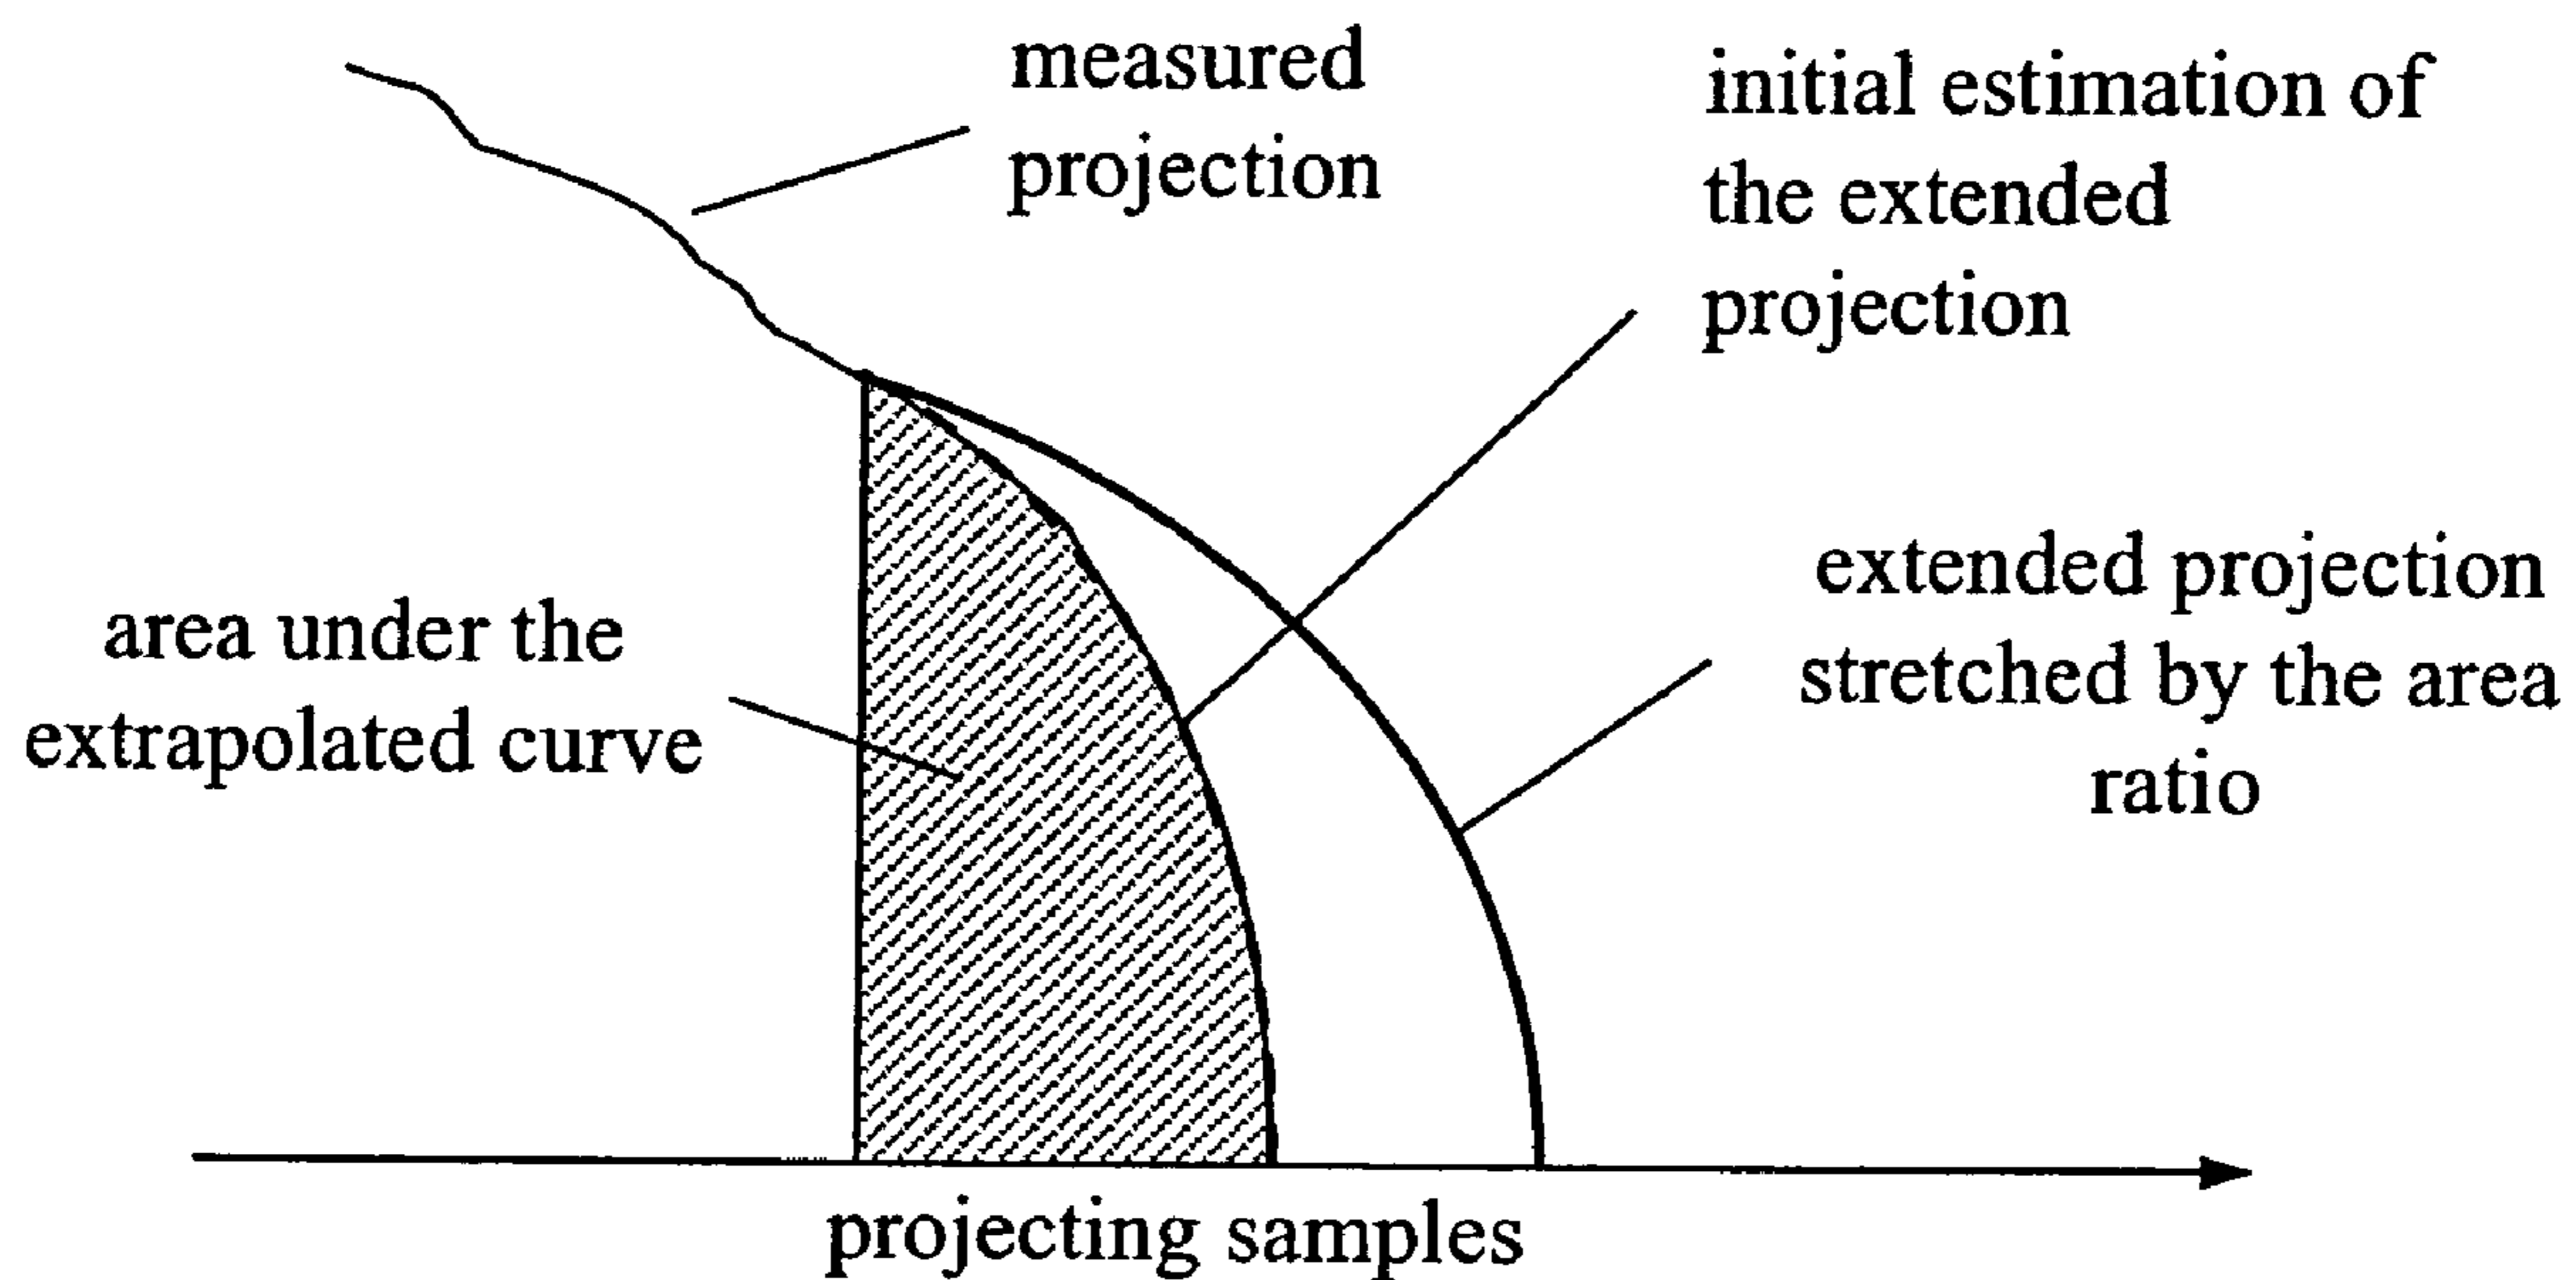 measured
projection
initial estimation of
the extended
projection
extended projection
stretched by the area
ratio
area under the
extrapolated curve
projecting samples